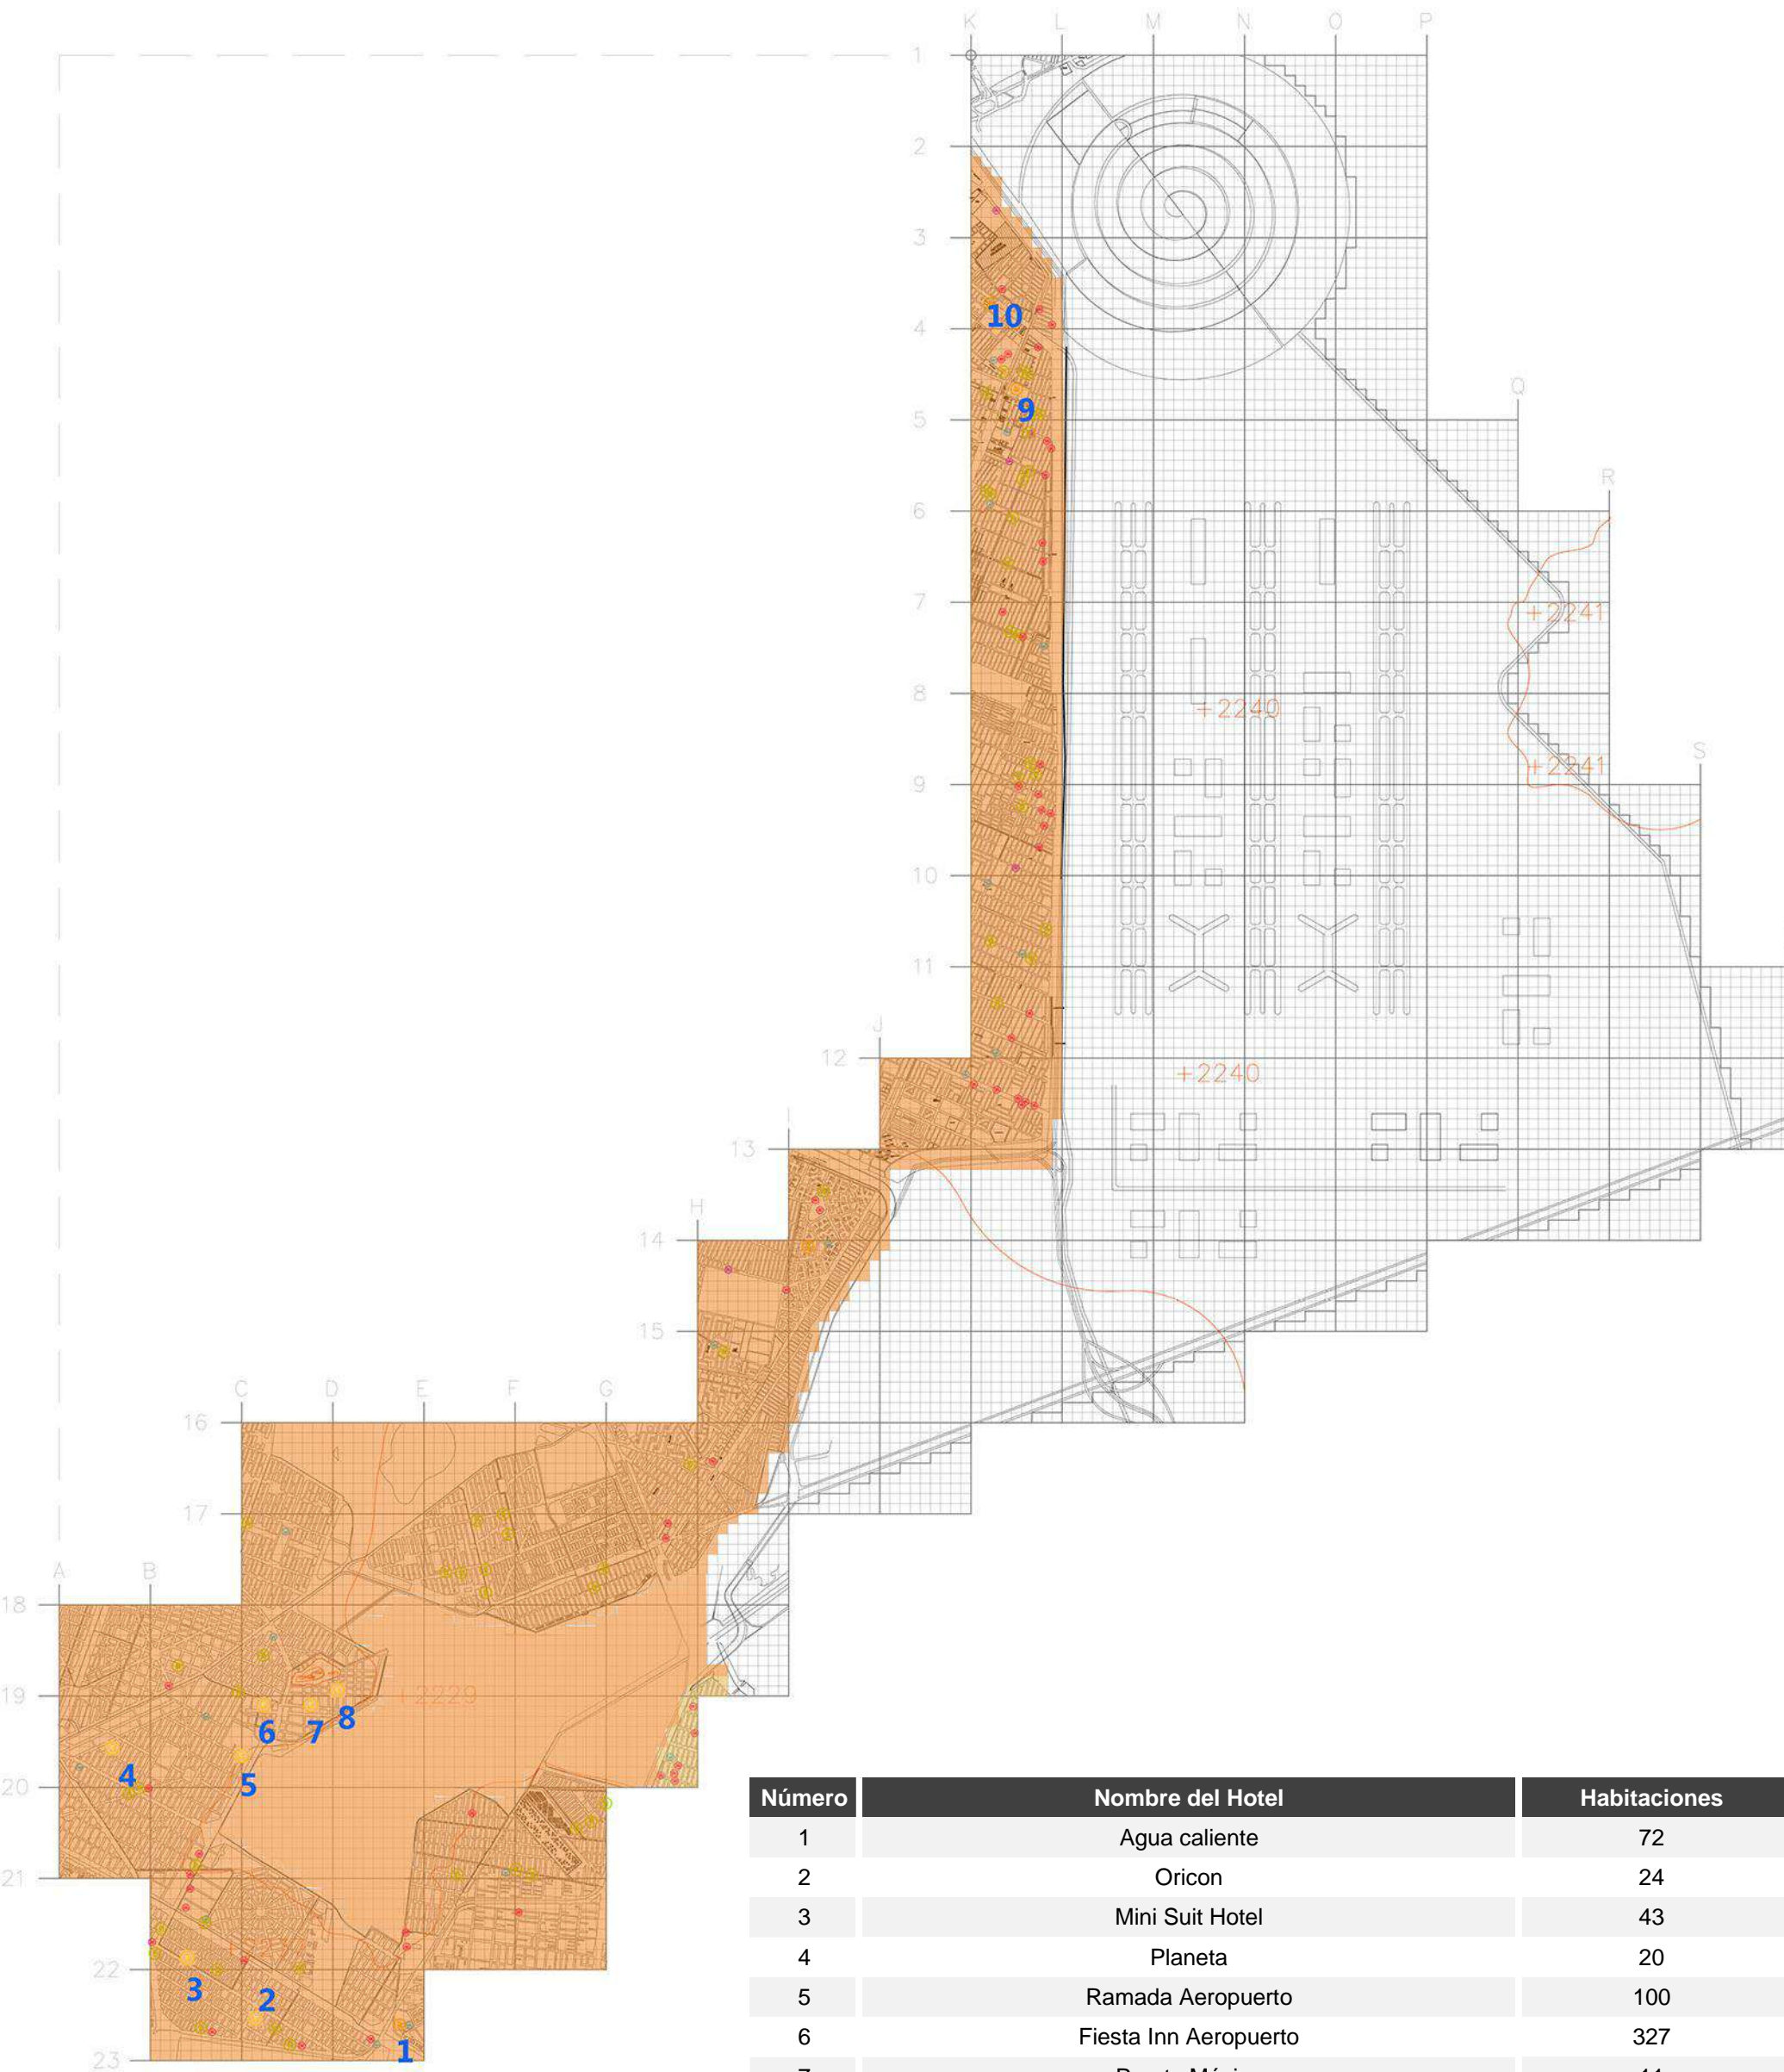 K L M N O P
1
2
3
10
4
Q
9
5
R
6
7
+2241
8
+2240
S
+2241
9
10
11
J
12
+2240
I
13
H
14
15
C D E F G
16
17
A B
18
19
+2229
6 7 8
4
5
20
21
22
3
2
1
23
Número Nombre del Hotel Habitaciones
1 Agua caliente 72
2 Oricon 24
3 Mini Suit Hotel 43
4 Planeta 20
5 Ramada Aeropuerto 100
6 Fiesta Inn Aeropuerto 327